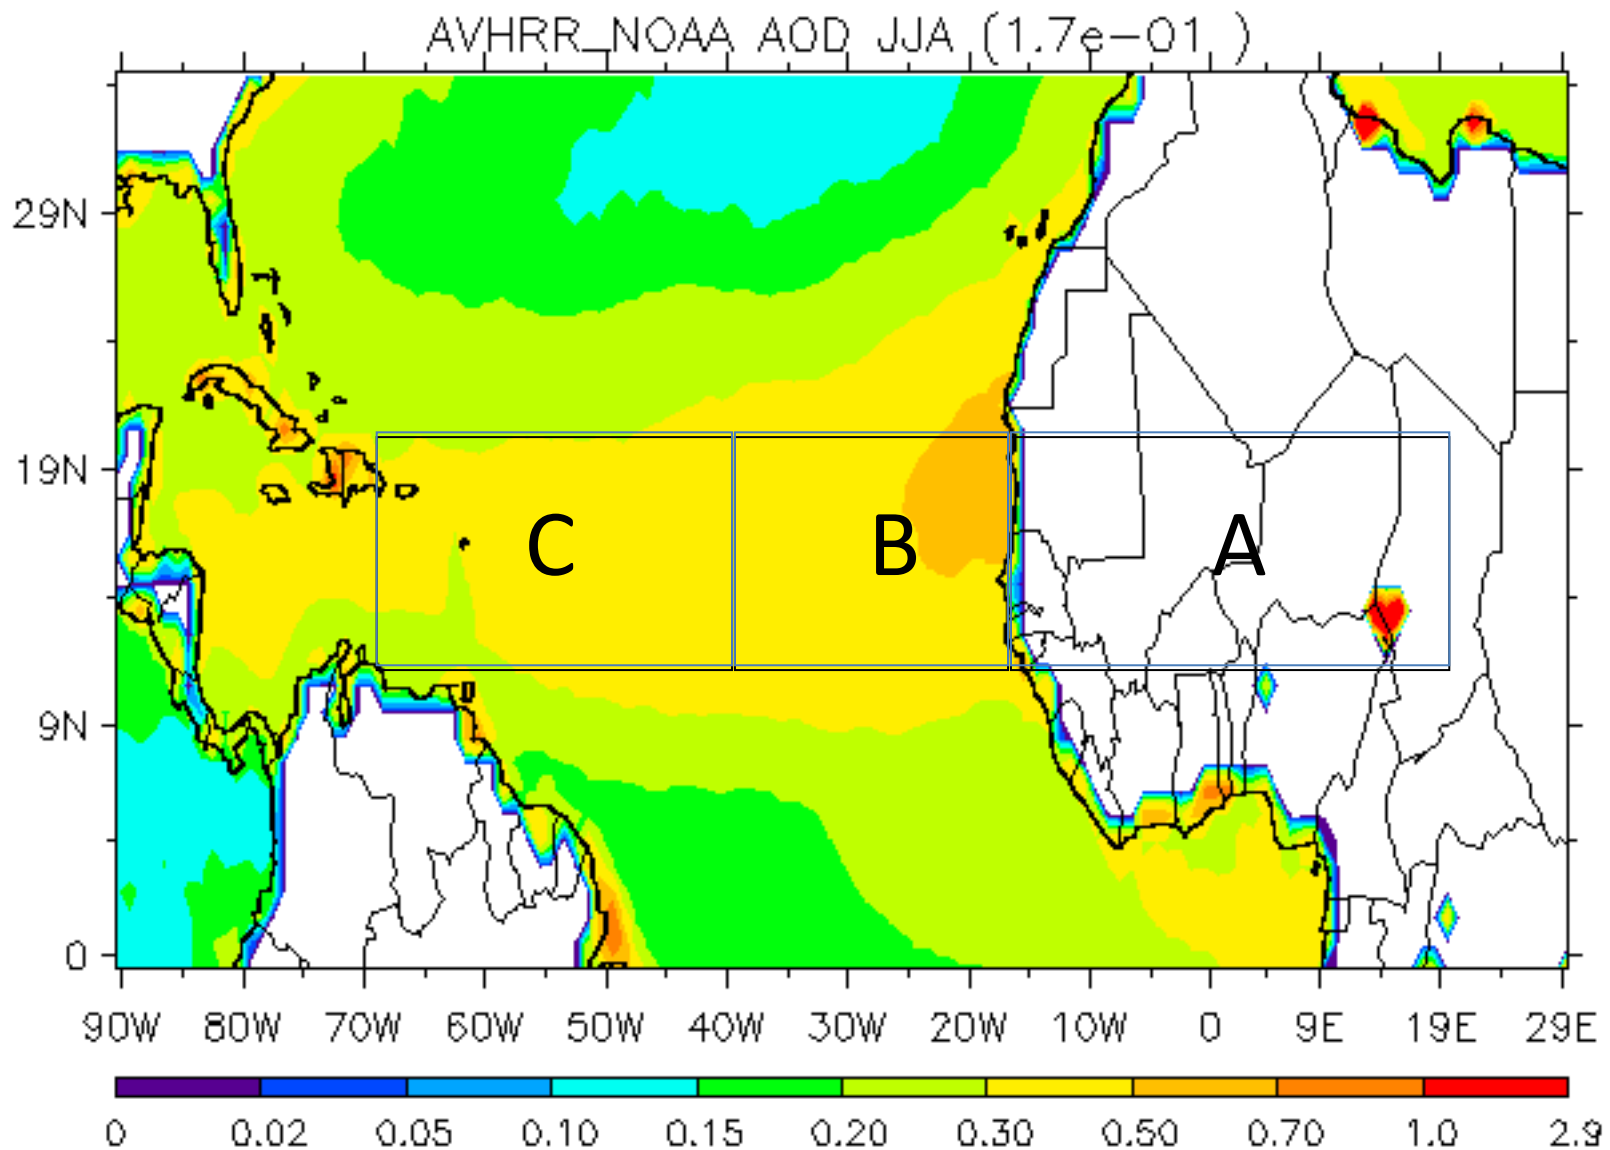 AVHRR_NOAA AOD JJA (1.7e-01 )
29N
19N
C B A
9N
0
90W 80W 70W 60W 50W 40W 30W 20W 10W 0 9E 19E 29E
0 0.02 0.05 0.10 0.15 0.20 0.30 0.50 0.70 1.0 2.9